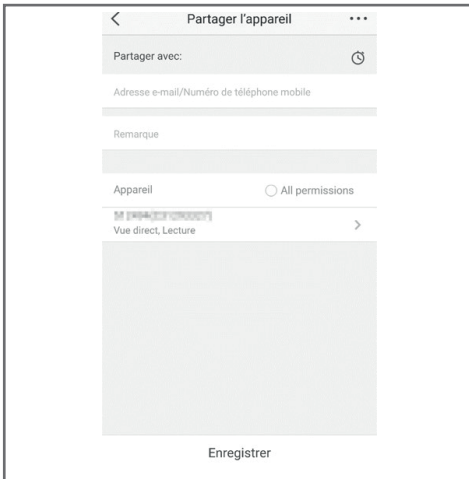 Partager l'appareil
Partager avec:
Adresse e-mail/Numéro de téléphone mobile
Remarque
Appareil All permissions
Vue direct, Lecture
Enregistrer